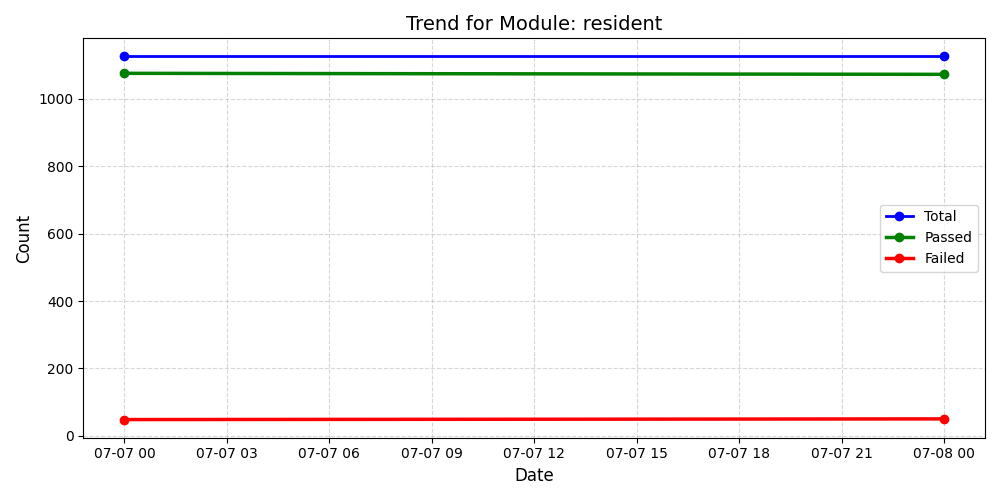 Trend for Module: resident
Count
1000
800
600
400
200
0
Total
Passed
Failed
07-07 00 07-07 03 07-07 06 07-07 09 07-07 12 07-07 15 07-07 18 07-07 21 07-08 00
Date